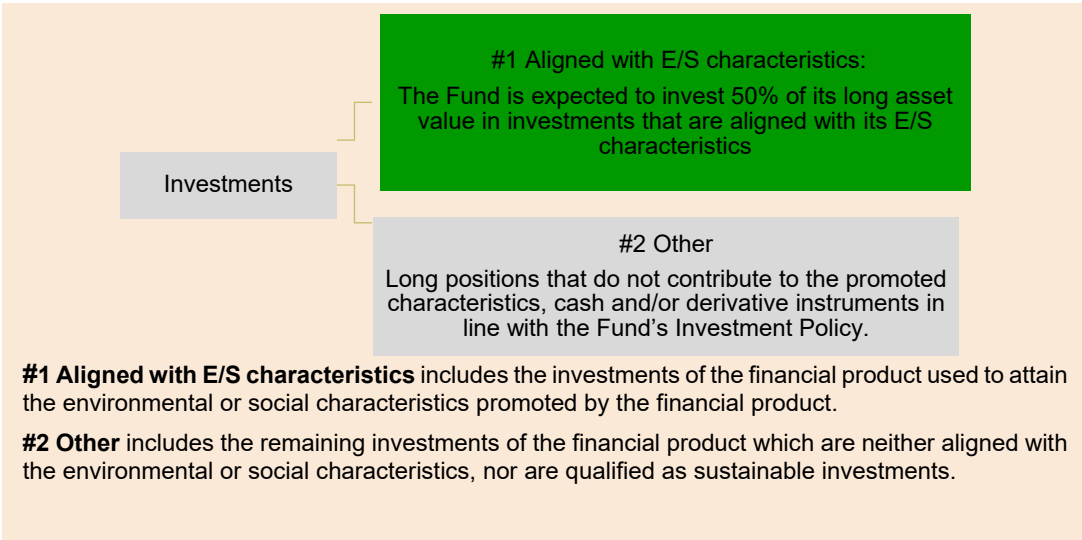 #1 Aligned with E/S characteristics:
The Fund is expected to invest 50% of its long asset
value in investments that are aligned with its E/S
characteristics
Investments
#2 Other
Long positions that do not contribute to the promoted
characteristics, cash and/or derivative instruments in
line with the Fund’s Investment Policy.
#1 Aligned with E/S characteristics includes the investments of the financial product used to attain
the environmental or social characteristics promoted by the financial product.
#2 Other includes the remaining investments of the financial product which are neither aligned with
the environmental or social characteristics, nor are qualified as sustainable investments.